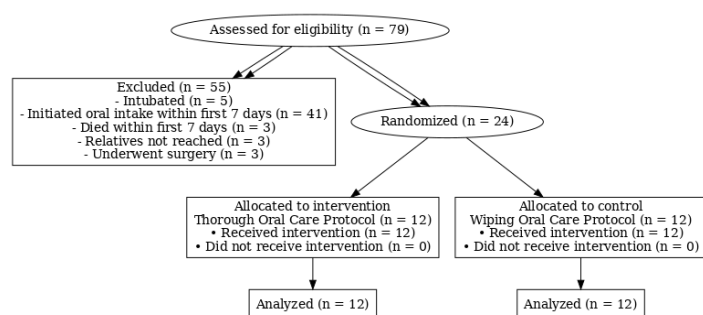 Assessed for eligibility (n = 79)
Excluded (n = 55)
- Intubated (n = 5)
- Initiated oral intake within first 7 days (n = 41)
- Died within first 7 days (n = 3)
- Relatives not reached (n = 3)
- Underwent surgery (n = 3)
Randomized (n = 24)
Allocated to intervention
Thorough Oral Care Protocol (n = 12)
• Received intervention (n = 12)
• Did not receive intervention (n = 0)
Allocated to control
Wiping Oral Care Protocol (n = 12)
• Received intervention (n = 12)
• Did not receive intervention (n = 0)
Analyzed (n = 12)
Analyzed (n = 12)